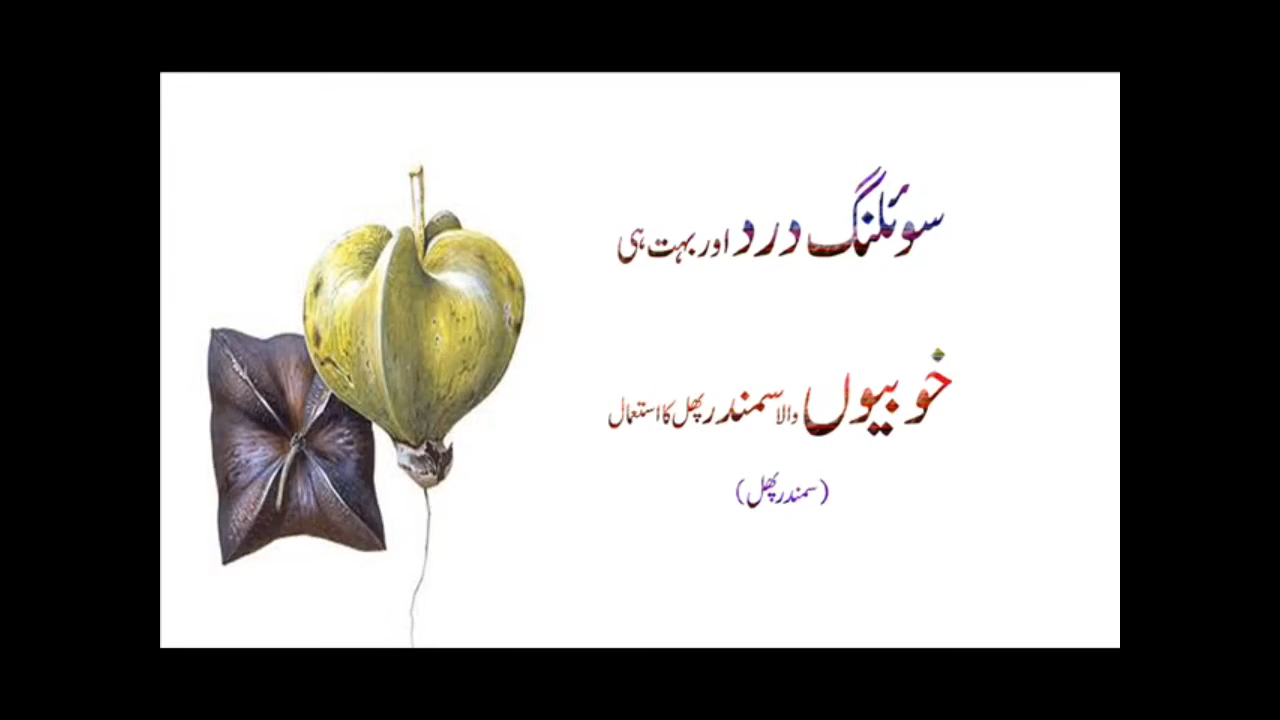 سوئلنگ درد اور بہت ہی
خوبیوں والا سمندر پھل کا استعمال
(سمندر پھل)